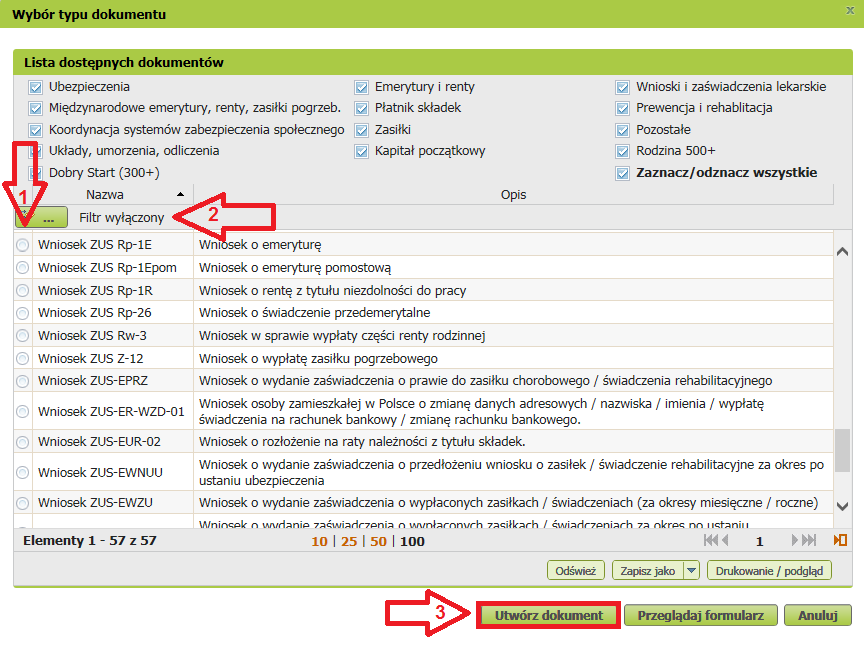 Wybór typu dokumentu x
Lista dostępnych dokumentów
Ubezpieczenia Emerytury i renty Wnioski i zaświadczenia lekarskie
Międzynarodowe emerytury, renty, zasiłki pogrzeb. Płatnik składek Prewencja i rehablitacja
Koordynacja systemów zabezpieczenia społecznego Zasiłki Pozostałe
Układy, umorzenia, odliczenia Kapitał początkowy Rodzina 500+
Dobry Start (300+) Zaznacz/odznacz wszystkie
1 Nazwa Opis
... Filtr wyłączony 2
Wniosek ZUS Rp-1E Wniosek o emeryturę
Wniosek ZUS Rp-1Epom Wniosek o emeryturę pomostową
Wniosek ZUS Rp-1R Wniosek o rentę z tytułu niezdolności do pracy
Wniosek ZUS Rp-26 Wniosek o świadczenie przedemerytalne
Wniosek ZUS Rw-3 Wniosek w sprawie wypłaty części renty rodzinnej
Wniosek ZUS Z-12 Wniosek o wypłatę zasiłku pogrzebowego
Wniosek ZUS-EPRZ Wniosek o wydanie zaświadczenia o prawie do zasiłku chorobowego / świadczenia rehabilitacyjnego
Wniosek ZUS-ER-WZD-01 Wniosek osoby zamieszkałej w Polsce o zmianę danych adresowych / nazwiska / imienia / wypłatę
świadczenia na rachunek bankowy / zmianę rachunku bankowego.
Wniosek ZUS-EUR-02 Wniosek o rozłożenie na raty należności z tytułu składek.
Wniosek ZUS-EWNUU Wniosek o wydanie zaświadczenia o przedłożeniu wniosku o zasiłek / świadczenie rehabilitacyjne za okres po
ustaniu ubezpieczenia
Wniosek ZUS-EWZU Wniosek o wydanie zaświadczenia o wypłaconych zasiłkach / świadczeniach (za okresy miesięczne / roczne)
Wniosek o wydanie zaświadczenia o wypłaconych zasiłkach / świadczeniach za okres po ustaniu
Elementy 1 - 57 z 57 10 | 25 | 50 | 100 1
Odśwież Zapisz jako Drukowanie / podgląd
3 Utwórz dokument Przeglądaj formularz Anuluj